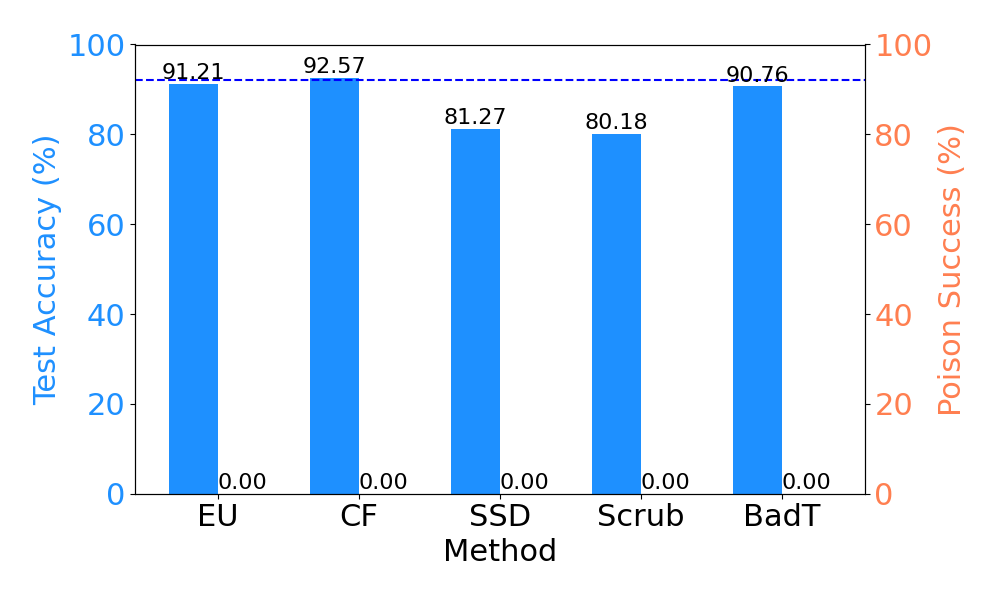 100
80
60
40
20
0
Test Accuracy (%)
91.21
92.57
81.27
80.18
90.76
0.00
0.00
0.00
0.00
0.00
100
80
60
40
20
0
Poison Success (%)
EU
CF
SSD
Scrub
BadT
Method